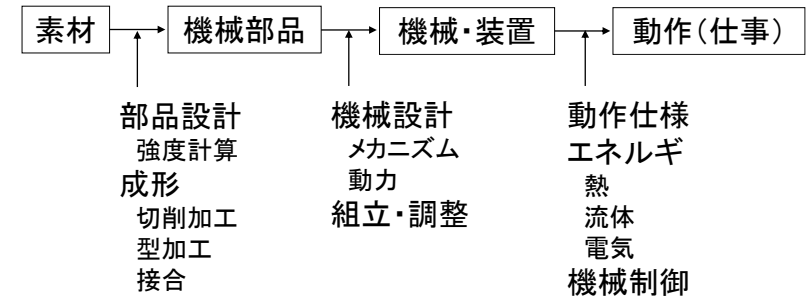 素材
機械部品
機械・装置
動作(仕事)
部品設計
強度計算
成形
切削加工
型加工
接合
機械設計
メカニズム
動力
組立・調整
動作仕様
エネルギ
熱
流体
電気
機械制御